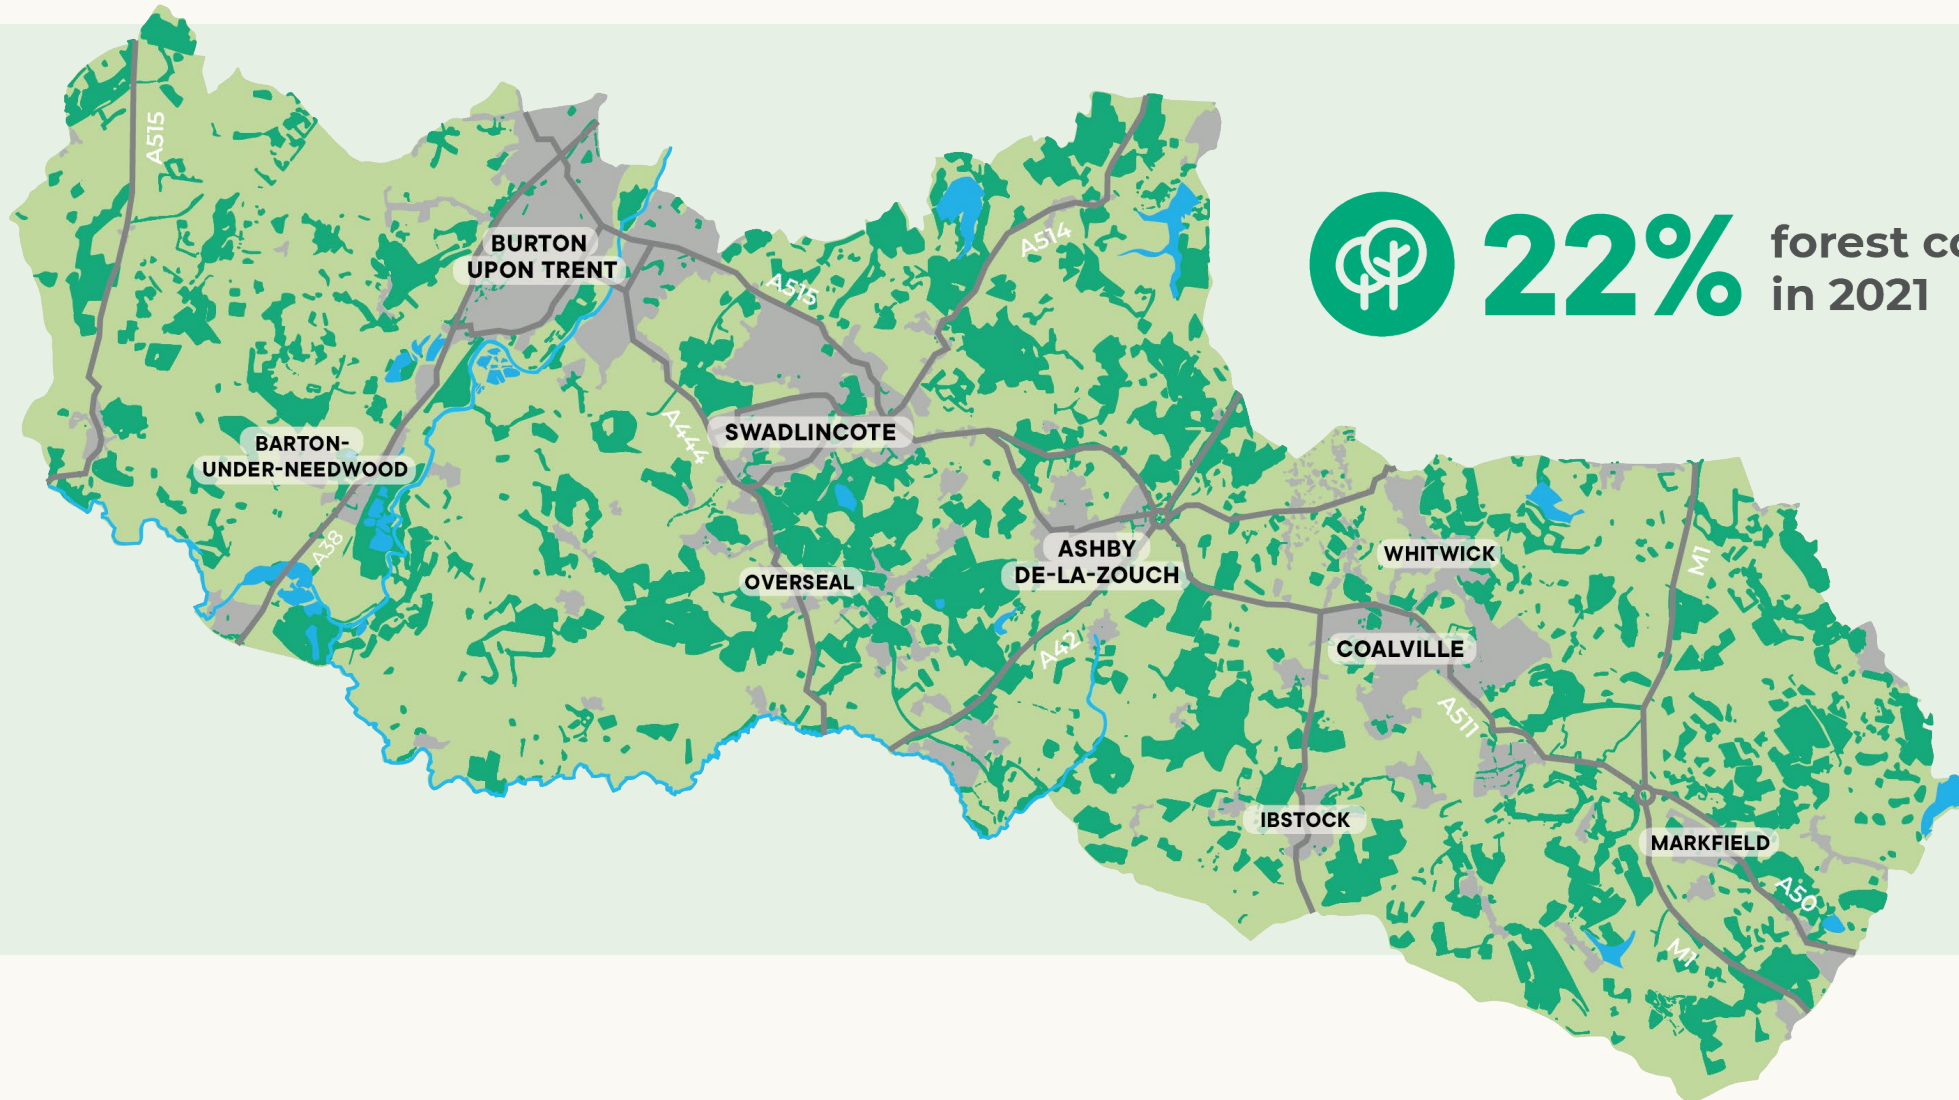 A515
BURTON
UPON TRENT
A515
A514
22%
forest co
in 2021
A444
SWADLINCOTE
BARTON-
UNDER-NEEDWOOD
A38
OVERSEAL
ASHBY
DE-LA-ZOUCH
WHITWICK
M1
A42
COALVILLE
A511
IBSTOCK
MARKFIELD
A50
M1